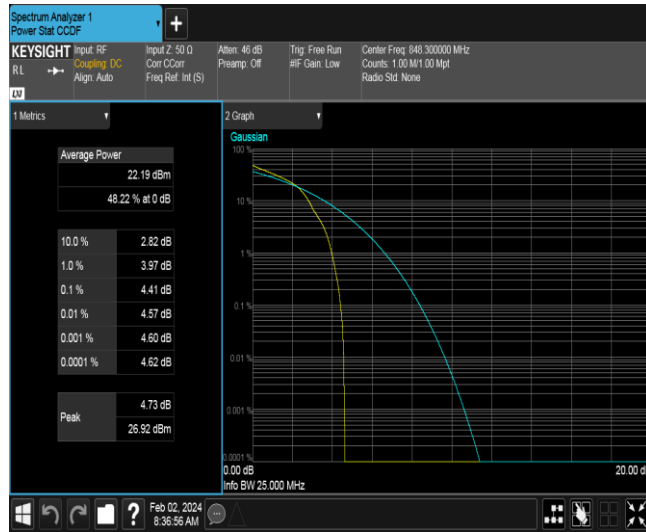 Spectrum Analyzer 1
Power Stat CCDF
+
KEYSIGHT Input: RF Input Z: 50 Ω Atten: 46 dB Trig: Free Run Center Freq: 848.300000 MHz
RL Coupling: DC Corr CCorr Preamp: Off #IF Gain: Low Counts: 1.00 M/1.00 Mpt
Align: Auto Freq Ref: Int (S) Radio Std: None
LXI
1 Metrics
Average Power
22.19 dBm
48.22 % at 0 dB
10.0 % 2.82 dB
1.0 % 3.97 dB
0.1 % 4.41 dB
0.01 % 4.57 dB
0.001 % 4.60 dB
0.0001 % 4.62 dB
Peak 4.73 dB
26.92 dBm
2 Graph
Gaussian
100 %
10 %
1 %
0.1 %
0.01 %
0.001 %
0.0001 %
0.00 dB 20.00 d
Info BW 25.000 MHz
? Feb 02, 2024
8:36:56 AM